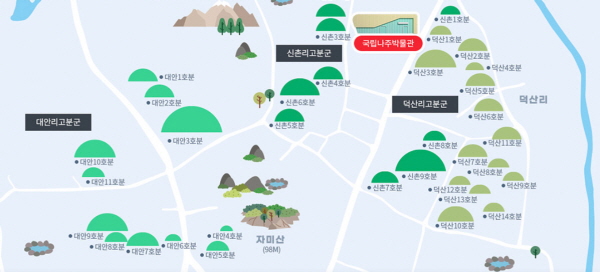 신촌1호분
신촌3호분
국립나주박물관
덕산1호분
덕산2호분
신촌리고분군
덕산3호분
덕산4호분
대안1호분
신촌4호분
대안2호분
덕산5호분
신촌6호분
덕산리고분군
덕산리
덕산6호분
대안리고분군
신촌5호분
대안3호분
신촌8호분
덕산11호분
덕산7호분
대안10호분
덕산8호분
신촌9호분
대안11호분
신촌7호분
덕산9호분
덕산12호분
덕산13호분
덕산14호분
덕산10호분
대안9호분
대안4호분
자미산
(98M)
대안8호분
대안7호분
대안6호분
대안5호분